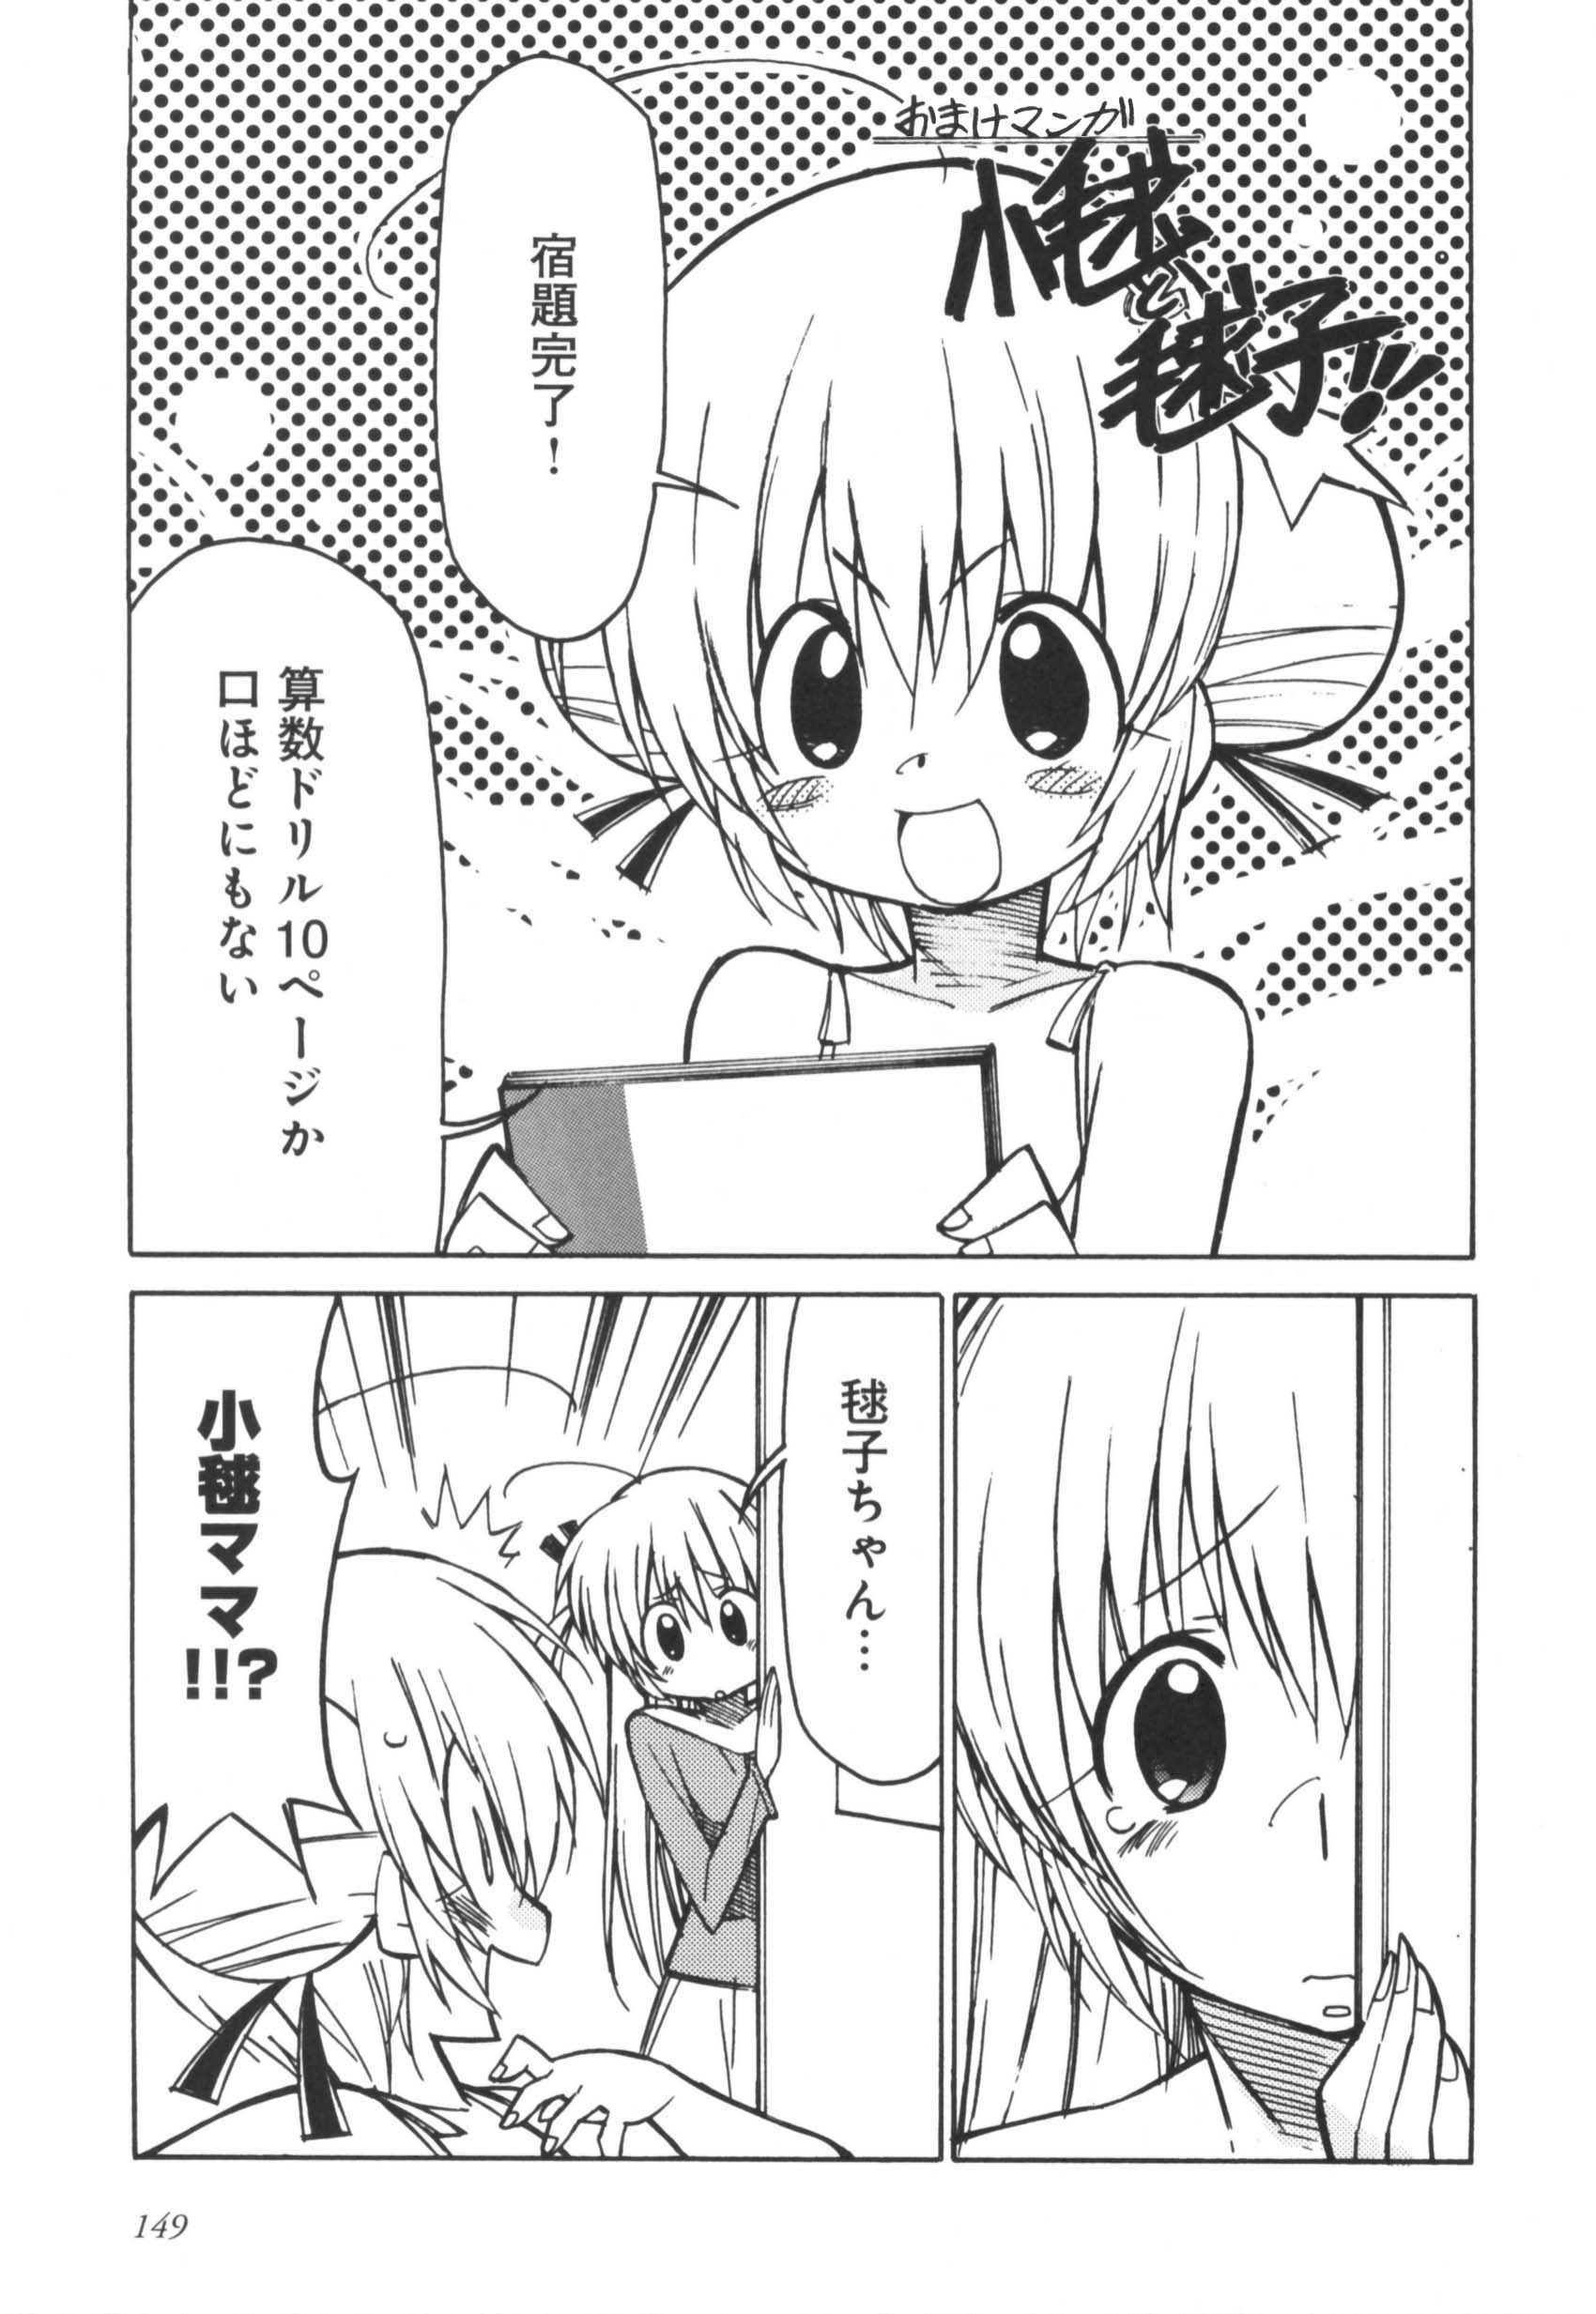 おまけマンガ
小毬と
毬子!!
宿題完了！
算数ドリル10ページか
口ほどにもない
毬子ちゃん…
小毬ママ
!!?
149